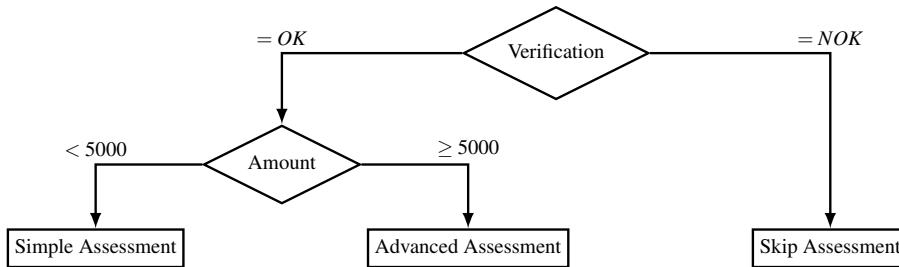 = OK
Verification
= NOK
< 5000
Amount
≥ 5000
Simple Assessment
Advanced Assessment
Skip Assessment